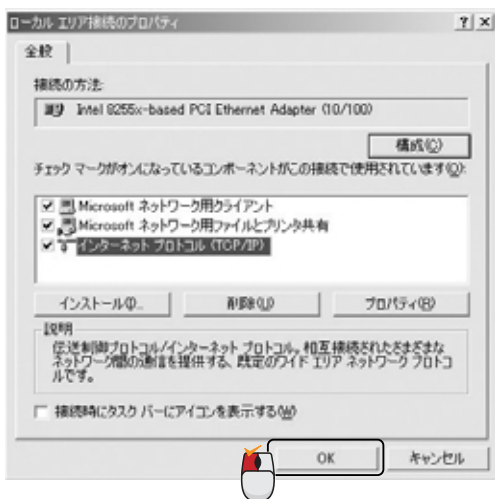 ローカル エリア接続のプロパティ
? ×
全般
接続の方法:
Intel 8255x-based PCI Ethernet Adapter (10/100)
構成(C)
チェック マークがオンになっているコンポーネントがこの接続で使用されています(O):
Microsoft ネットワーク用クライアント
Microsoft ネットワーク用ファイルとプリンタ共有
インターネット プロトコル (TCP/IP)
インストール(I)...
削除(U)
プロパティ(R)
説明
伝送制御プロトコル/インターネット プロトコル。相互接続されたさまざまな
ネットワーク間の通信を提供する、既定のワイド エリア ネットワーク プロトコ
ルです。
接続時にタスク バーにアイコンを表示する(W)
OK
キャンセル